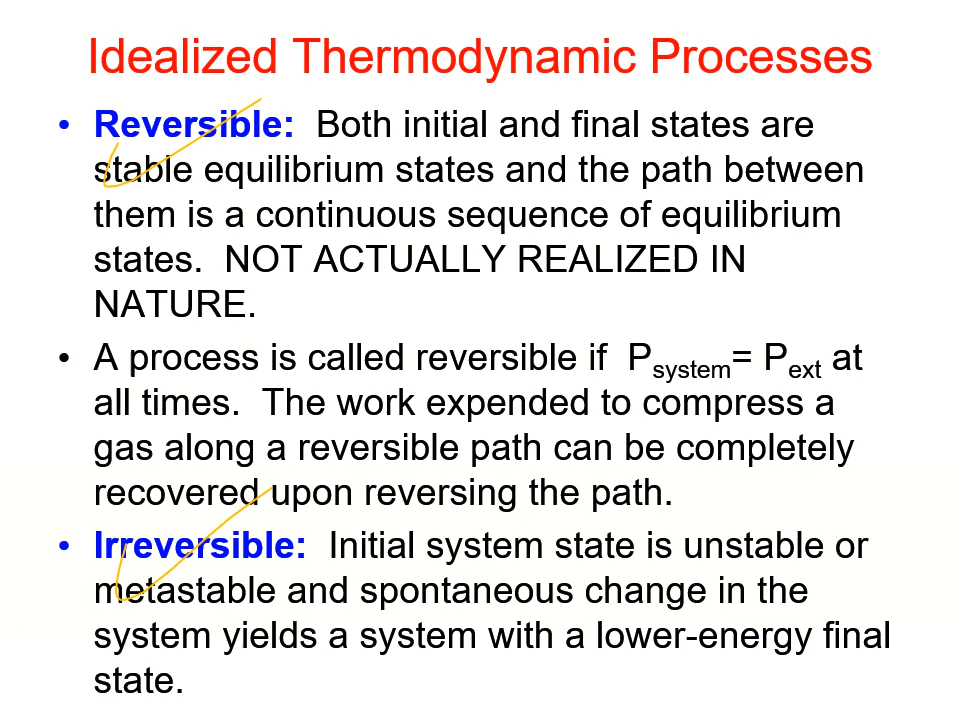 Idealized Thermodynamic Processes
• Reversible: Both initial and final states are
stable equilibrium states and the path between
them is a continuous sequence of equilibrium
states. NOT ACTUALLY REALIZED IN
NATURE.
• A process is called reversible if Psystem= Pext at
all times. The work expended to compress a
gas along a reversible path can be completely
recovered upon reversing the path.
• Irreversible: Initial system state is unstable or
metastable and spontaneous change in the
system yields a system with a lower-energy final
state.